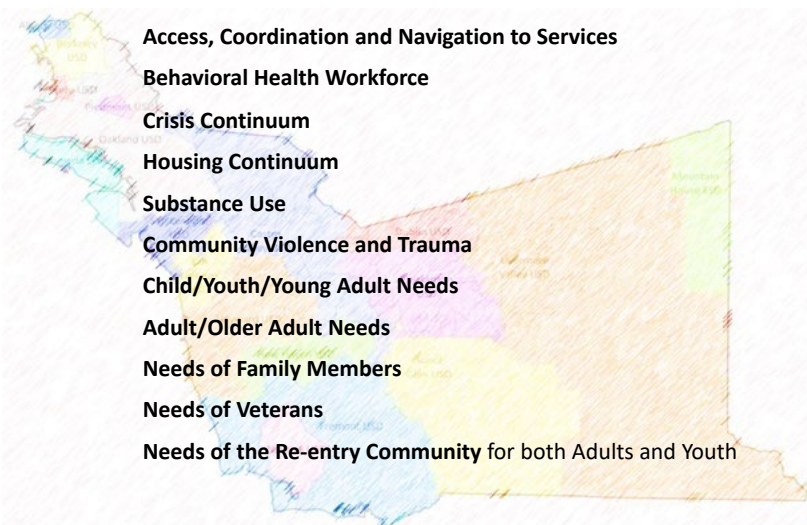 Access, Coordination and Navigation to Services
Behavioral Health Workforce
Crisis Continuum
Housing Continuum
Substance Use
Community Violence and Trauma
Child/Youth/Young Adult Needs
Adult/Older Adult Needs
Needs of Family Members
Needs of Veterans
Needs of the Re-entry Community for both Adults and Youth